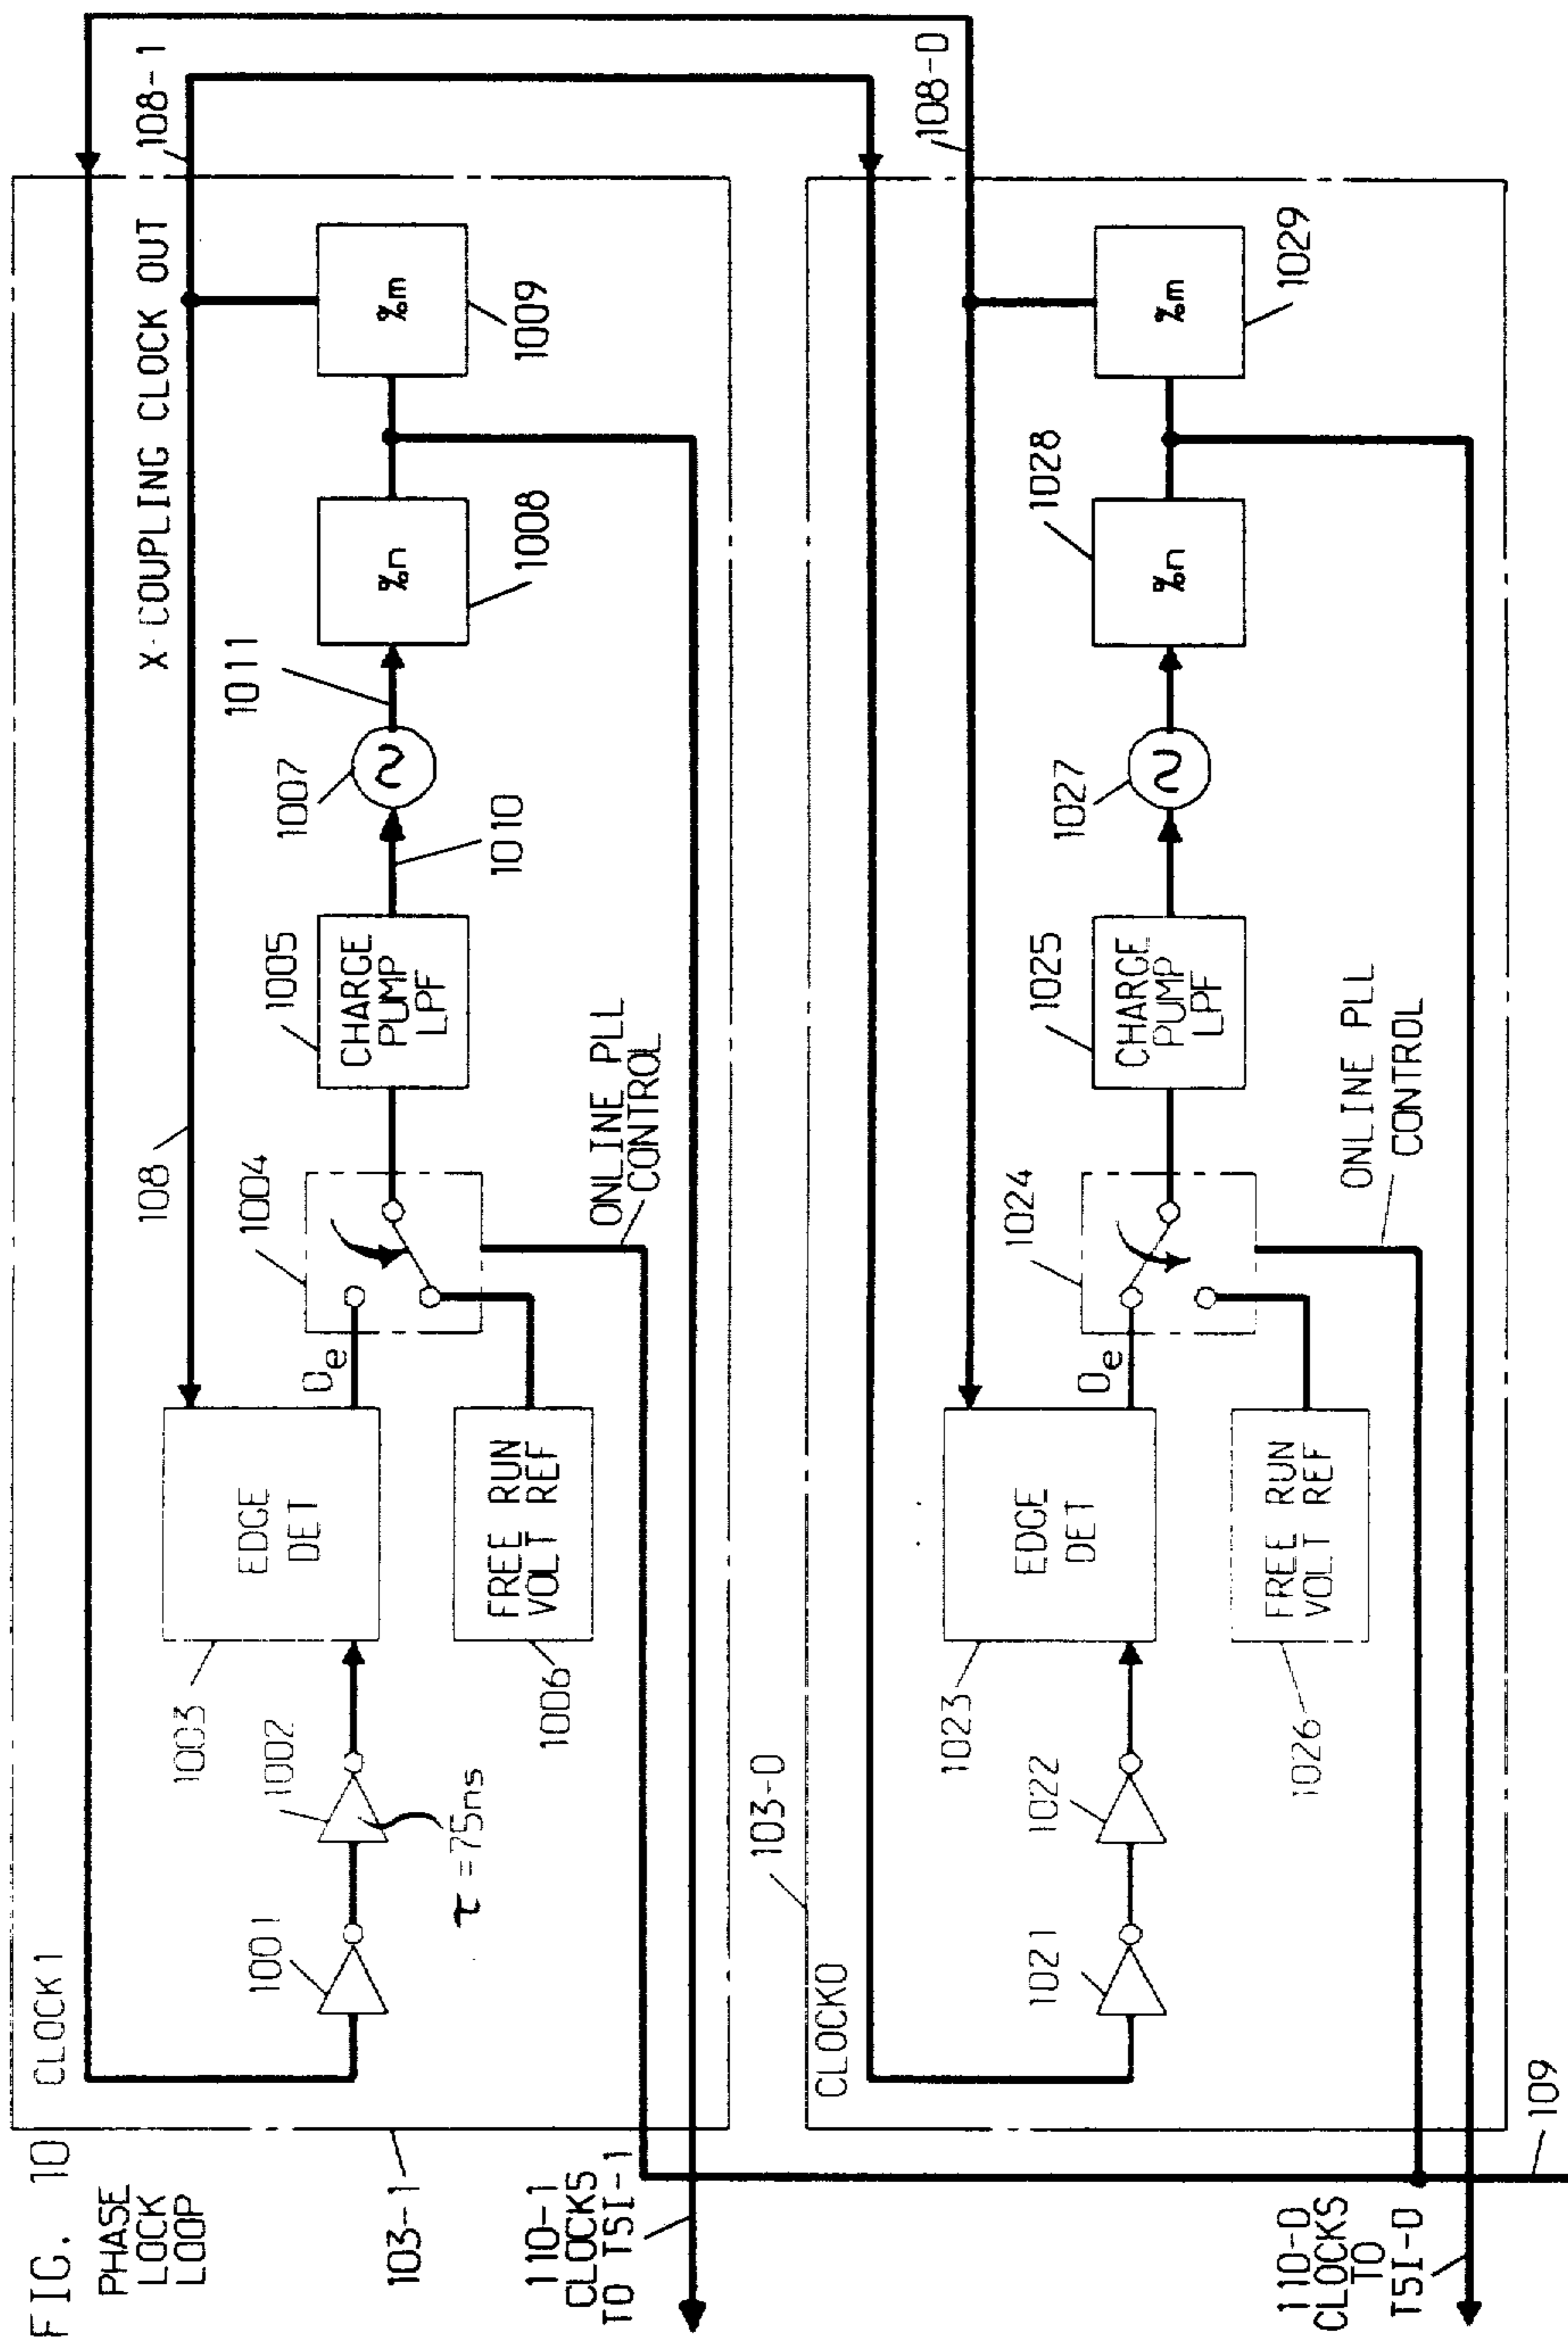 FIG. 10
PHASE
LOCK
LOOP
CLOCK1
X-COUPLING CLOCK OUT
108-1
108
103-1
1001
1002
τ = 75ns
1003
EDGE
DET
De
1004
1005
CHARGE
PUMP
LPF
1010
1007
1011
%n
1008
%m
1009
FREE RUN
VOLT REF
1006
ONLINE PLL
CONTROL
110-1
CLOCKS
TO TSI-1
103-0
108-0
CLOCK0
1021
1022
1023
EDGE
DET
De
1024
1025
CHARGE
PUMP
LPF
1027
%n
1028
%m
1029
FREE RUN
VOLT REF
1026
ONLINE PLL
CONTROL
110-0
CLOCKS
TO
TSI-0
109